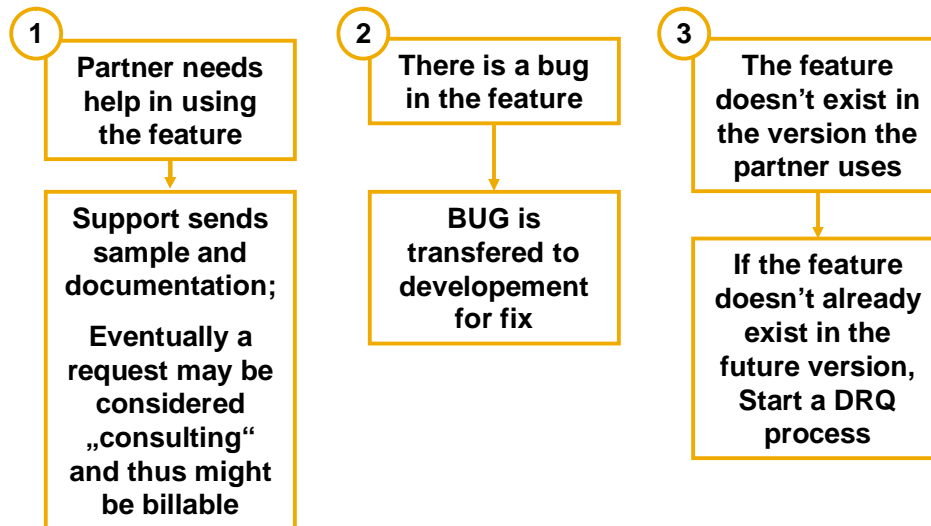 1
Partner needs
help in using
the feature
Support sends
sample and
documentation;
Eventually a
request may be
considered
„consulting“
and thus might
be billable
2
There is a bug
in the feature
BUG is
transfered to
developement
for fix
3
The feature
doesn’t exist in
the version the
partner uses
If the feature
doesn’t already
exist in the
future version,
Start a DRQ
process